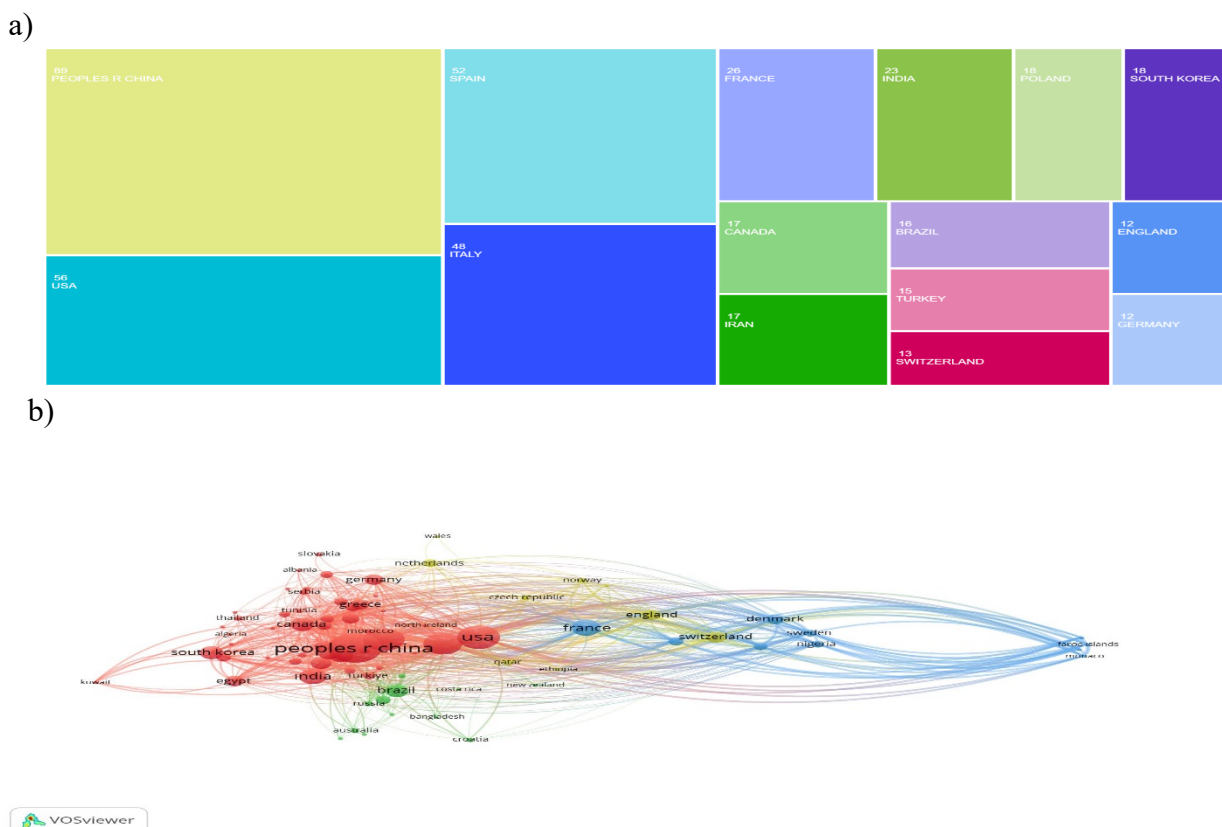 a)
89
PEOPLES R CHINA
52
SPAIN
26
FRANCE
23
INDIA
18
POLAND
18
SOUTH KOREA
17
CANADA
16
BRAZIL
12
ENGLAND
48
ITALY
56
USA
15
TURKEY
17
IRAN
12
GERMANY
13
SWITZERLAND
b)
wales
slovakia
netherlands
albania
germany
norway
serbia
czech republic
greece
tunisia
thailand
england
canada
north ireland
denmark
france
algeria
morocco
sweden
usa
switzerland
peoples r china
nigeria
faroe islands
south korea
monaco
qatar
ethiopia
india
turkiye
egypt
kuwait
new zealand
brazil
costa rica
russia
bangladesh
australia
croatia
VOSviewer